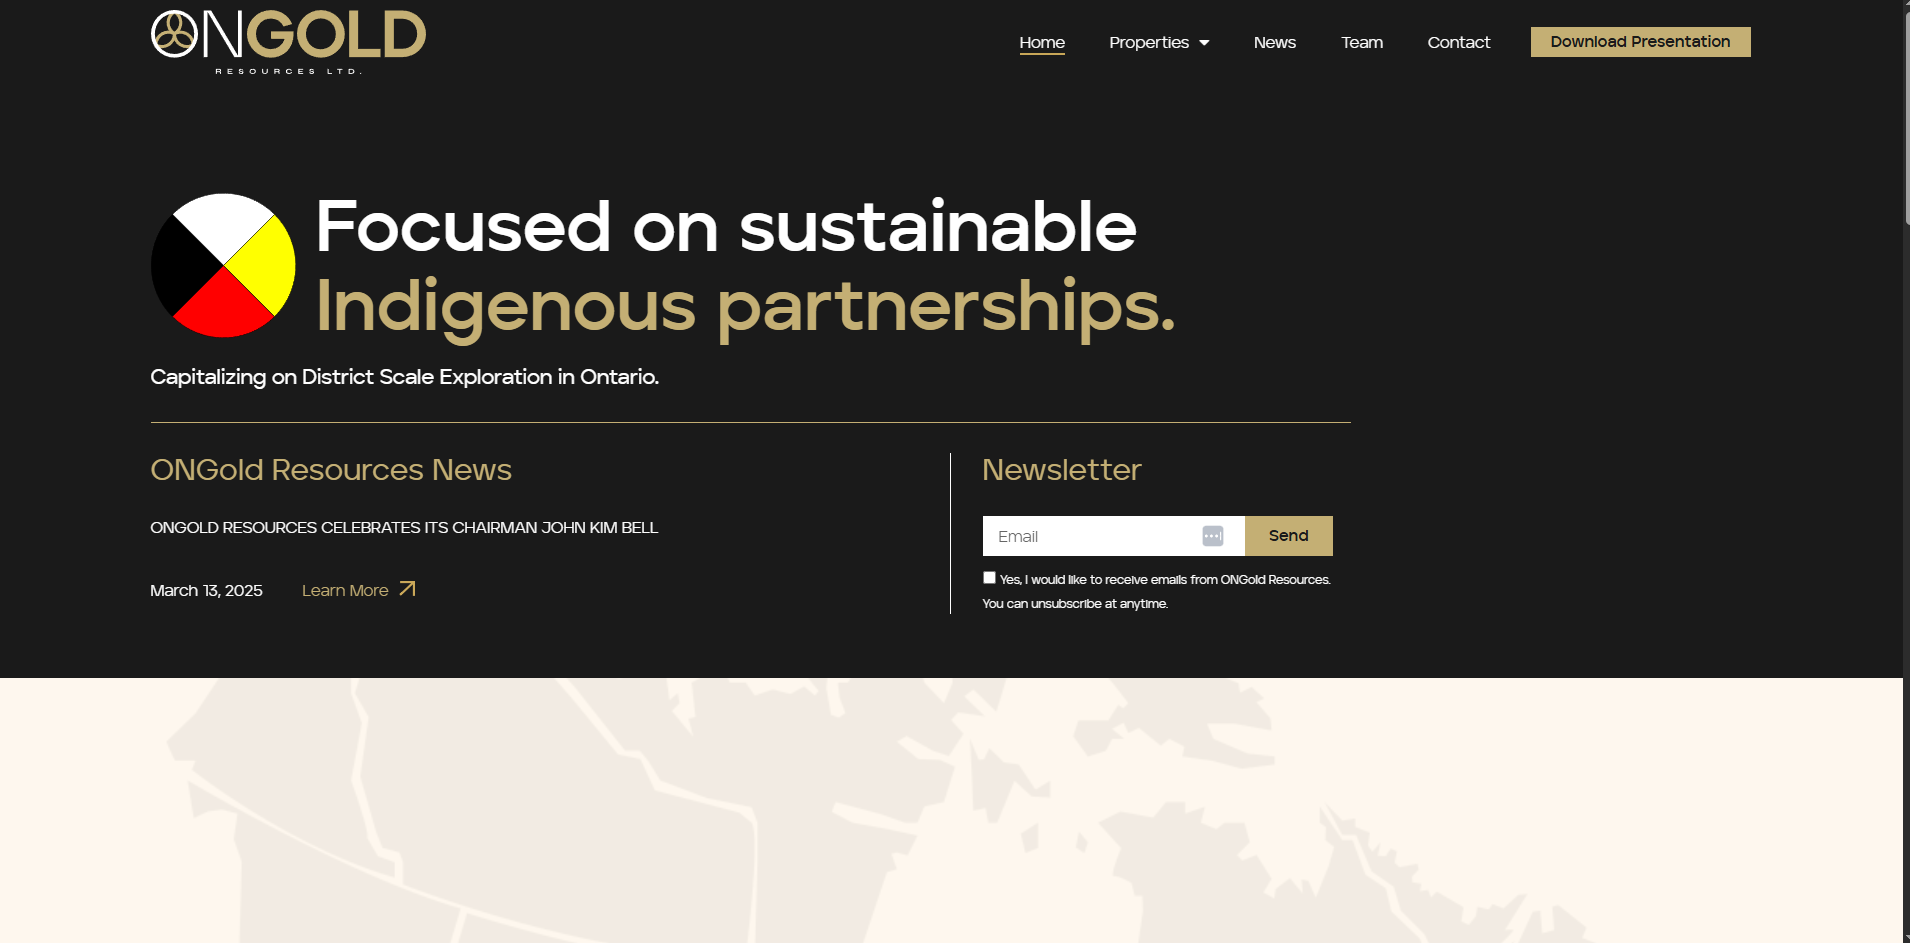 ONGOLD
RESOURCES LTD.
Home
Properties
News
Team
Contact
Download Presentation
Focused on sustainable
Indigenous partnerships.
Capitalizing on District Scale Exploration in Ontario.
ONGold Resources News
ONGOLD RESOURCES CELEBRATES ITS CHAIRMAN JOHN KIM BELL
March 13, 2025
Learn More
Newsletter
Email
Send
Yes, I would like to receive emails from ONGold Resources.
You can unsubscribe at anytime.